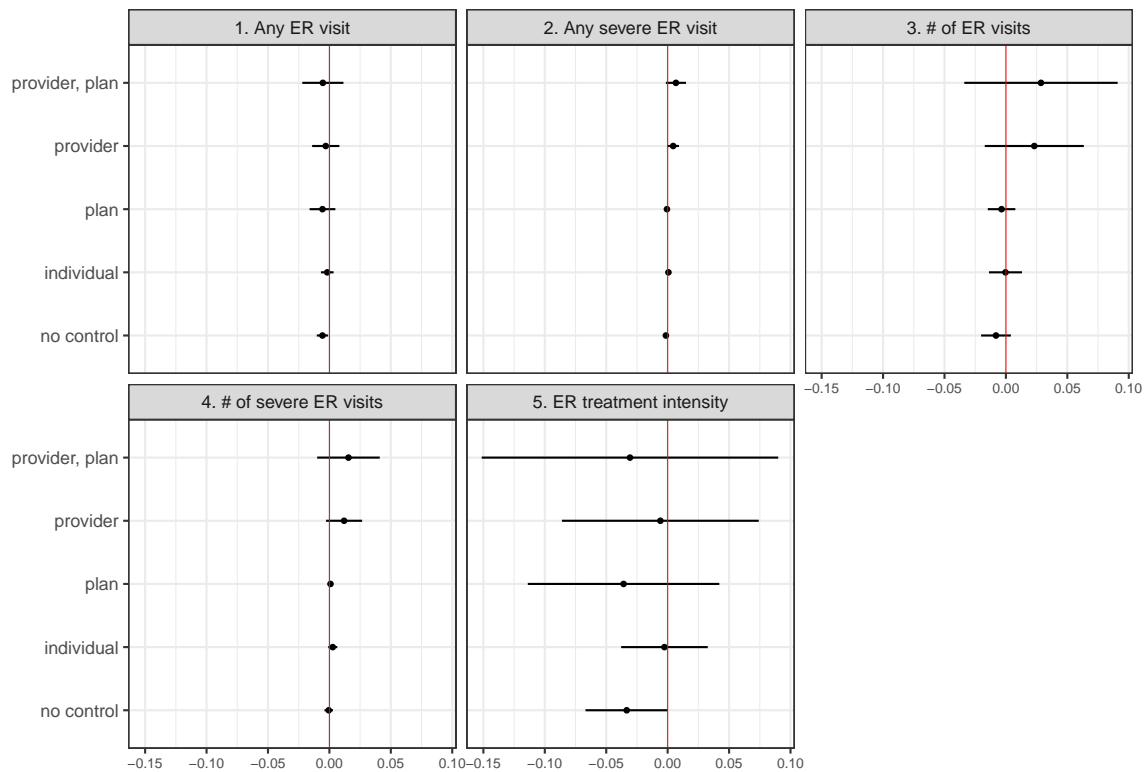 1. Any ER visit
2. Any severe ER visit
3. # of ER visits
provider, plan
provider
plan
individual
no control
−0.15 −0.10 −0.05 0.00 0.05 0.10
4. # of severe ER visits
5. ER treatment intensity
provider, plan
provider
plan
individual
no control
−0.15 −0.10 −0.05 0.00 0.05 0.10
−0.15 −0.10 −0.05 0.00 0.05 0.10